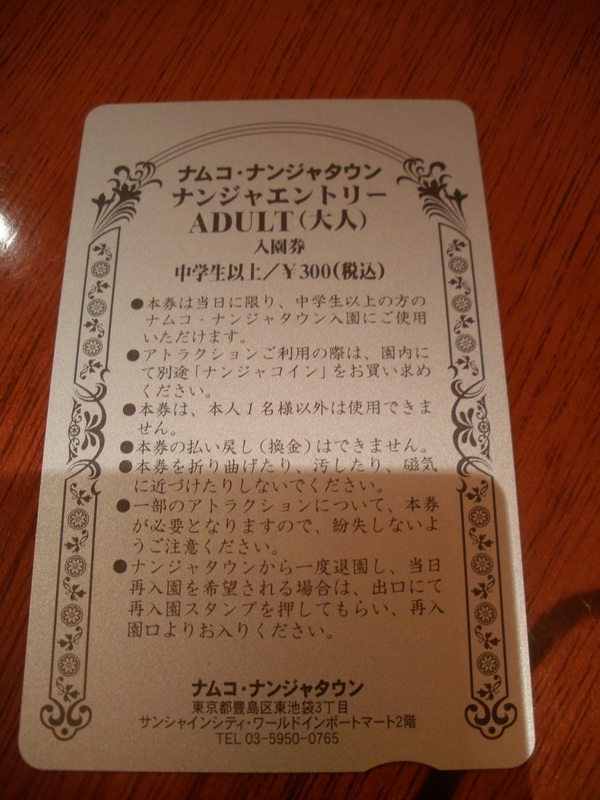 ナムコ・ナンジャタウン
ナンジャエントリー
ADULT(大人)
入園券
中学生以上/¥300(税込)
●本券は当日に限り、中学生以上の方の
ナムコ・ナンジャタウン入園にご使用
いただけます。
●アトラクションご利用の際は、園内に
て別途「ナンジャコイン」をお買い求め
ください。
●本券は、本人1名様以外は使用できま
せん。
●本券の払い戻し(換金)はできません。
●本券を折り曲げたり、汚したり、磁気
に近づけたりしないでください。
●一部のアトラクションについて、本券
が必要となりますので、紛失しないよ
うご注意ください。
●ナンジャタウンから一度退園し、当日
再入園を希望される場合は、出口にて
再入園スタンプを押してもらい、再入
園口よりお入りください。
ナムコ・ナンジャタウン
東京都豊島区東池袋3丁目
サンシャインシティ・ワールドインポートマート2階
TEL 03-5950-0765